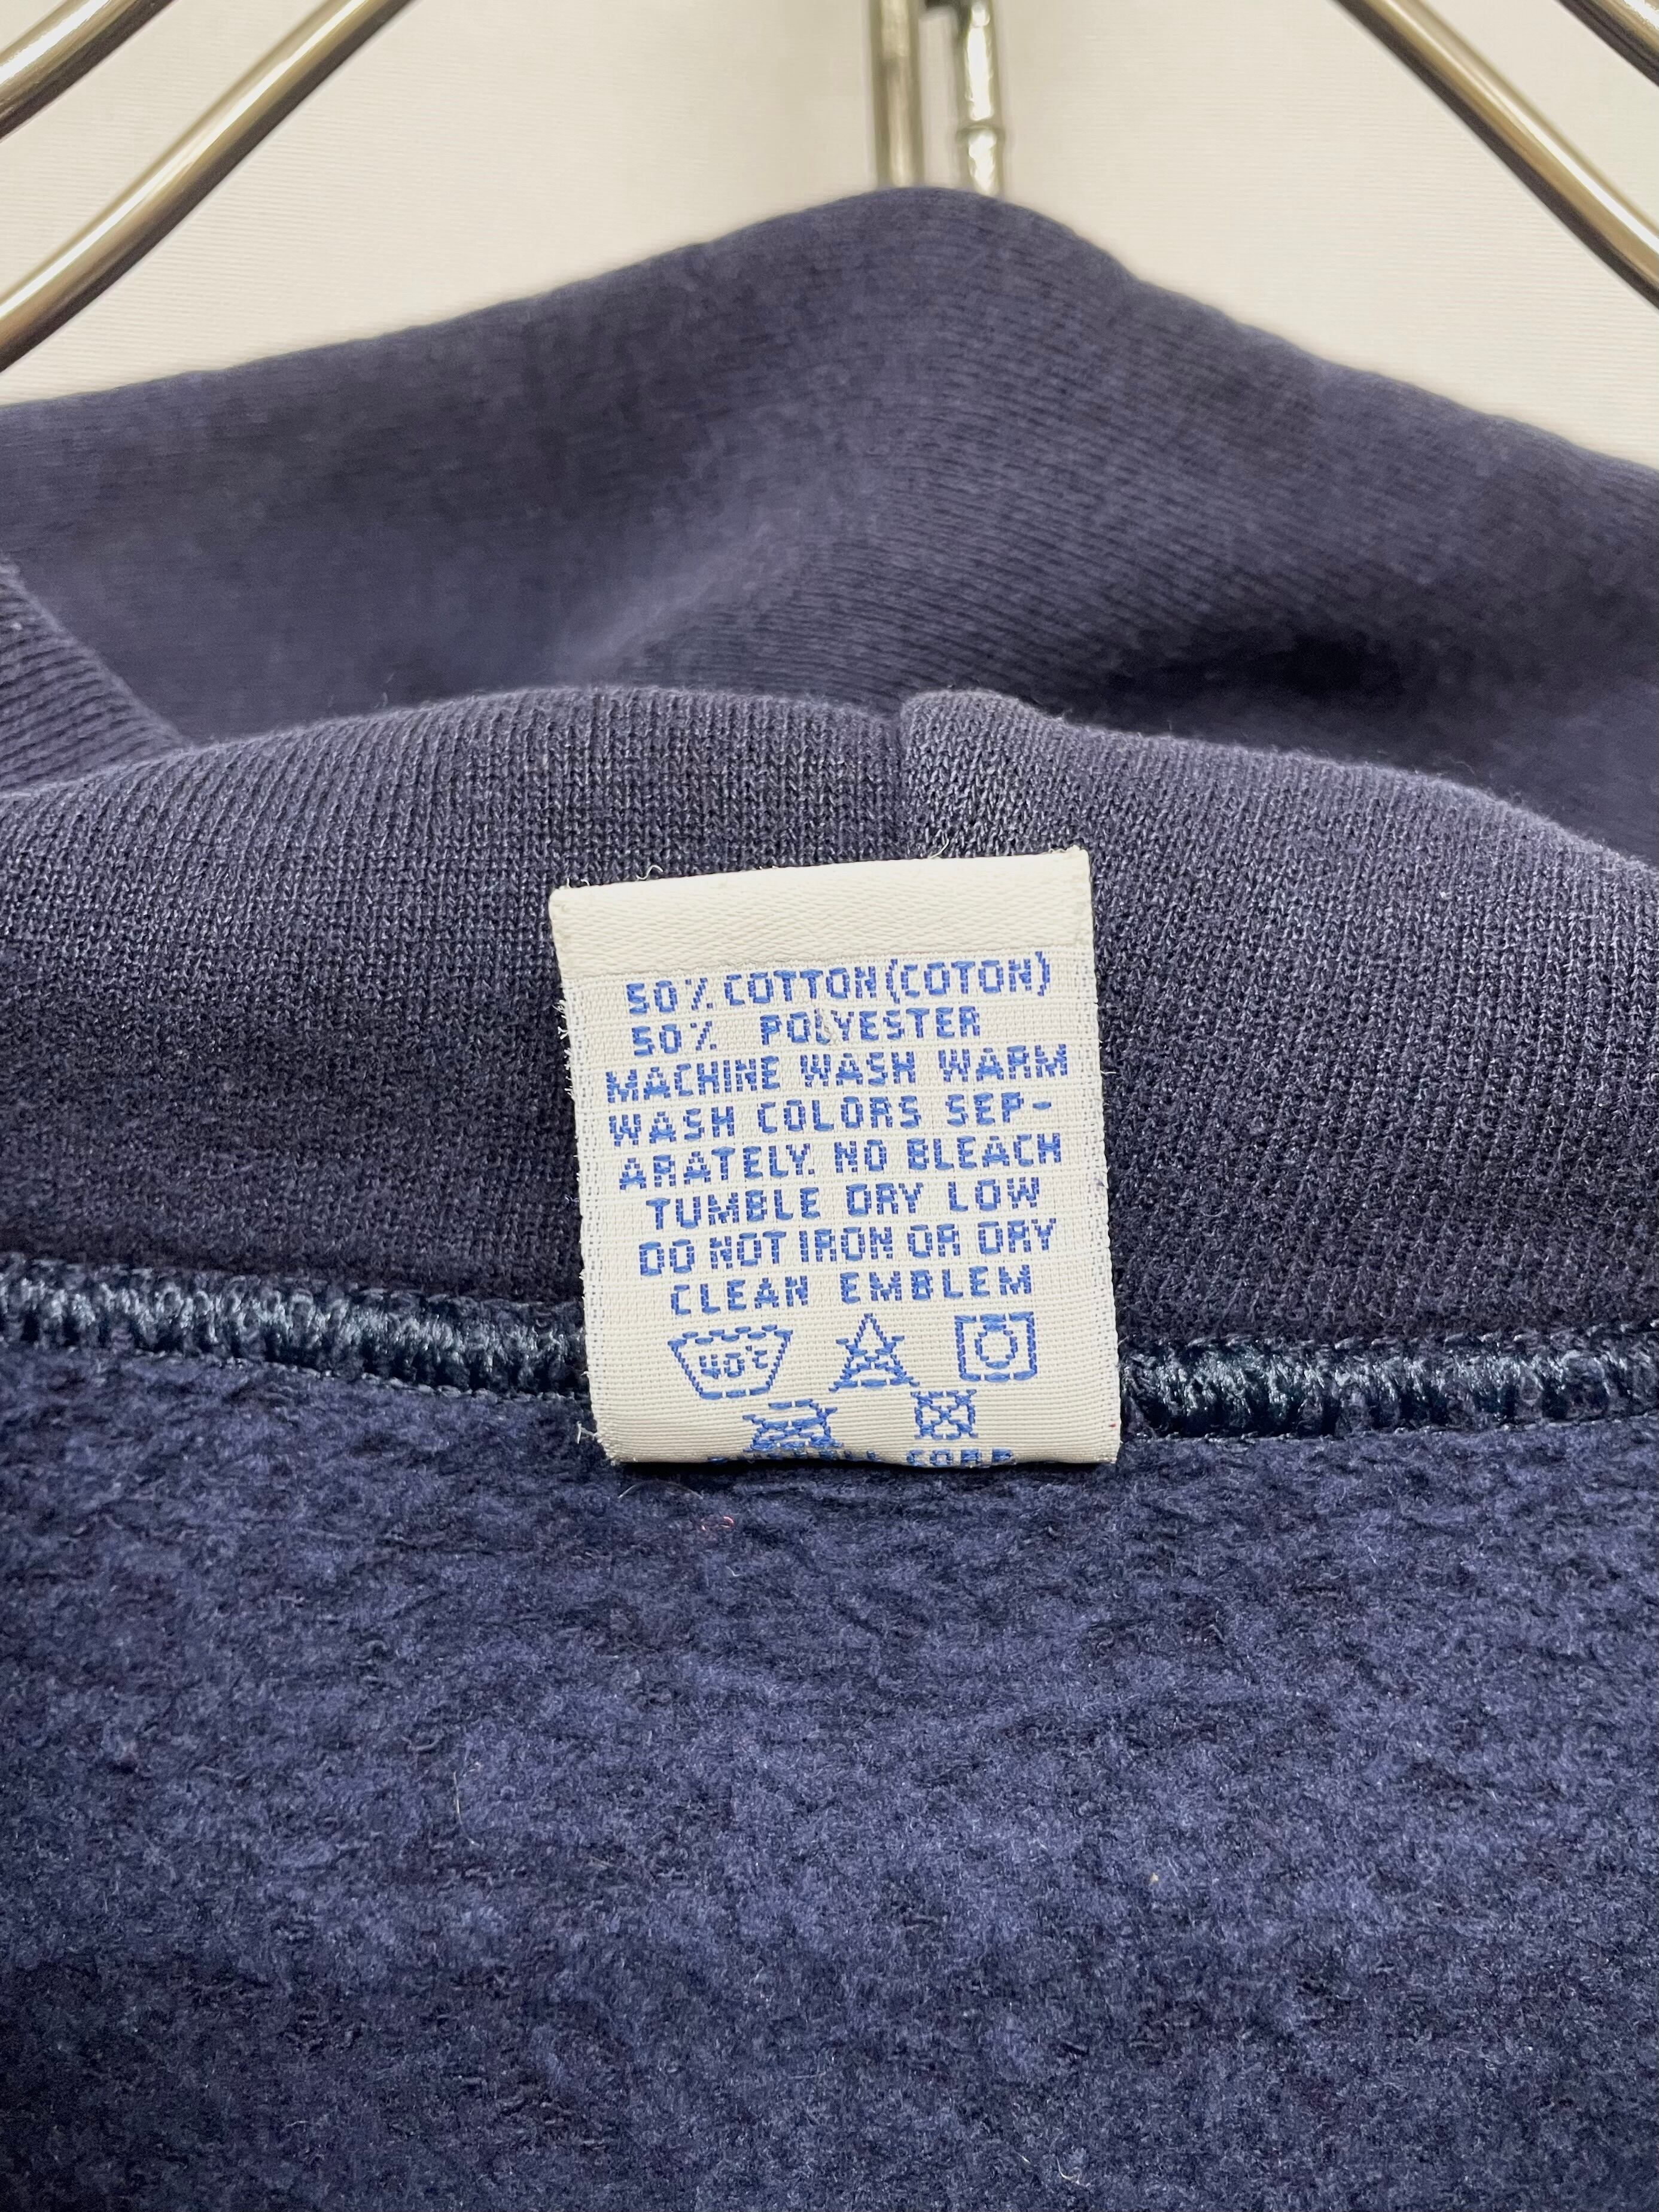 50% COTTON(COTON)
50% POLYESTER
MACHINE WASH WARM
WASH COLORS SEP-
ARATELY. NO BLEACH
TUMBLE DRY LOW
DO NOT IRON OR DRY
CLEAN EMBLEM
40°C
CORP